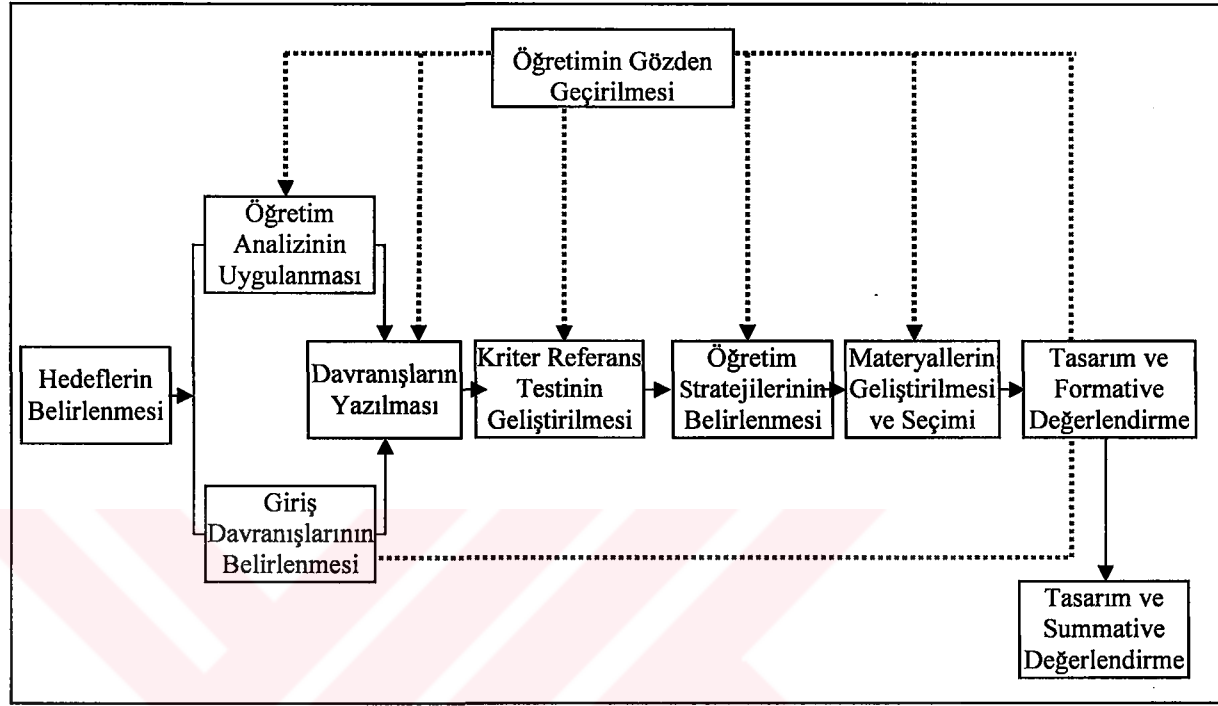 Öğretimin Gözden
Geçirilmesi
Öğretim
Analizinin
Uygulanması
Hedeflerin
Belirlenmesi
Davranışların
Yazılması
Kriter Referans
Testinin
Geliştirilmesi
Öğretim
Stratejilerinin
Belirlenmesi
Materyallerin
Geliştirilmesi
ve Seçimi
Tasarım ve
Formative
Değerlendirme
Giriş
Davranışlarının
Belirlenmesi
Tasarım ve
Summative
Değerlendirme